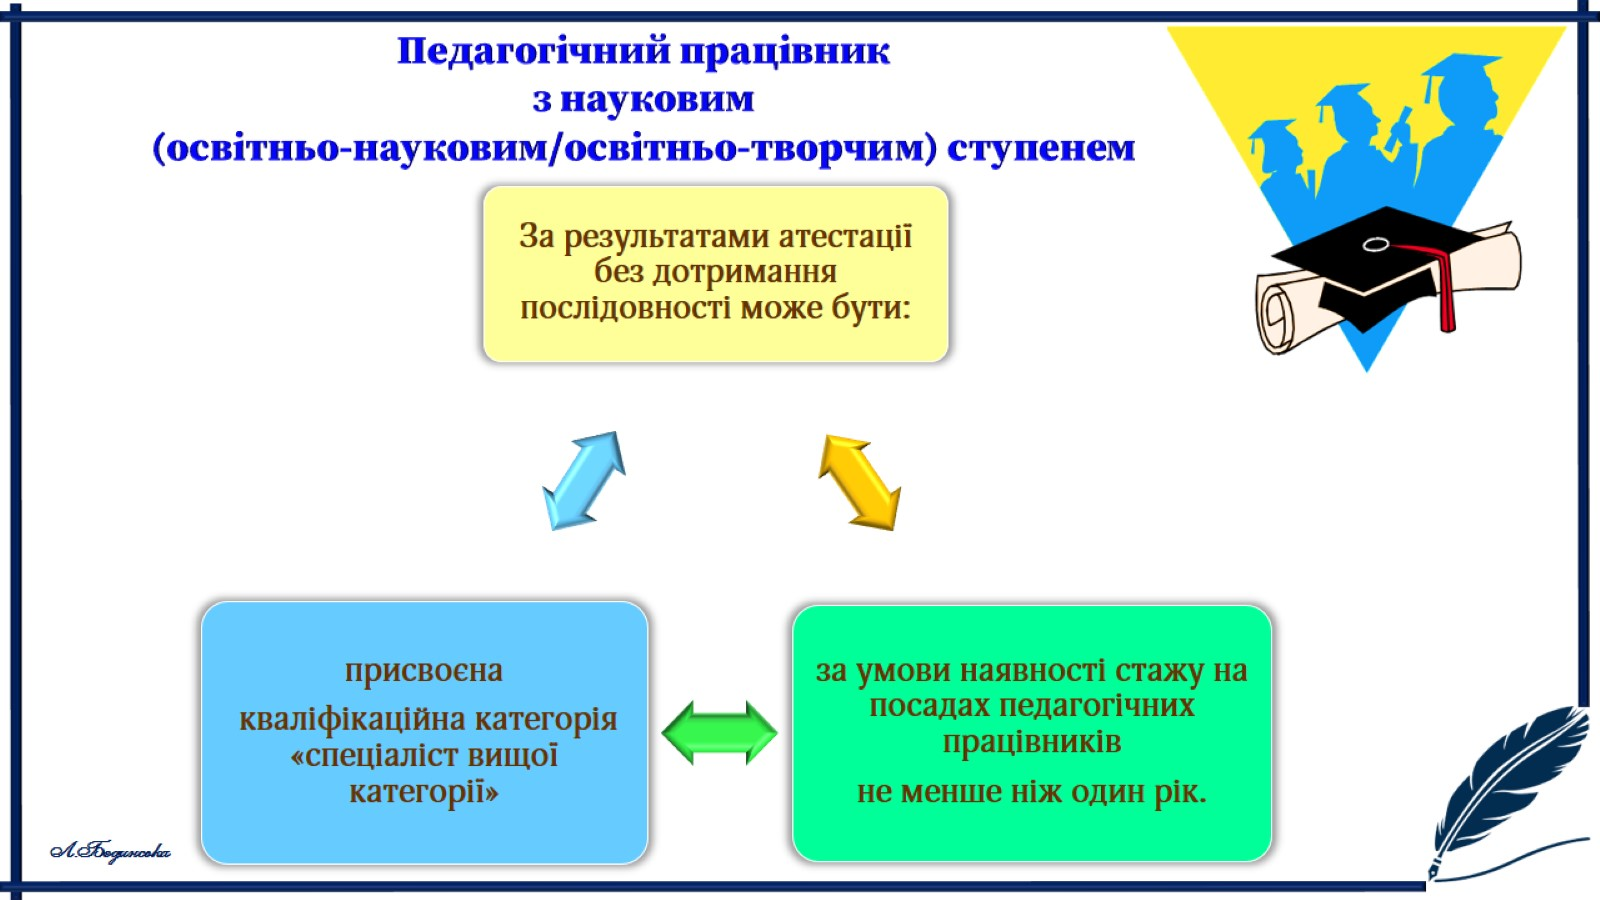 Педагогічний працівник
з науковим
(освітньо-науковим/освітньо-творчим) ступенем
За результатами атестації
без дотримання
послідовності може бути:
присвоєна
кваліфікаційна категорія
«спеціаліст вищої
категорії»
за умови наявності стажу на
посадах педагогічних
працівників
не менше ніж один рік.
Л.Бодинська